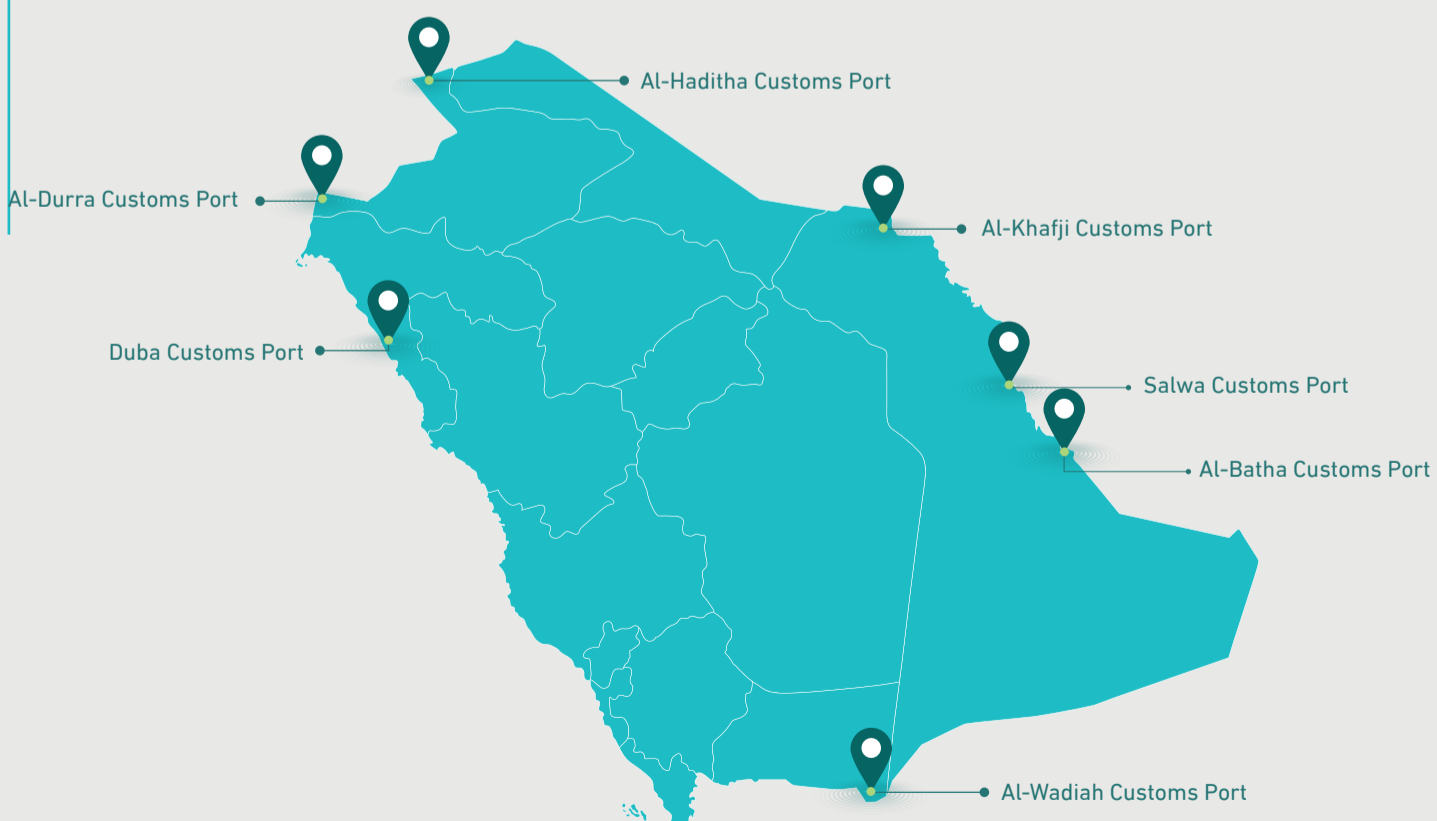 Al-Haditha Customs Port
Al-Durra Customs Port
Al-Khafji Customs Port
Duba Customs Port
Salwa Customs Port
Al-Batha Customs Port
Al-Wadiah Customs Port